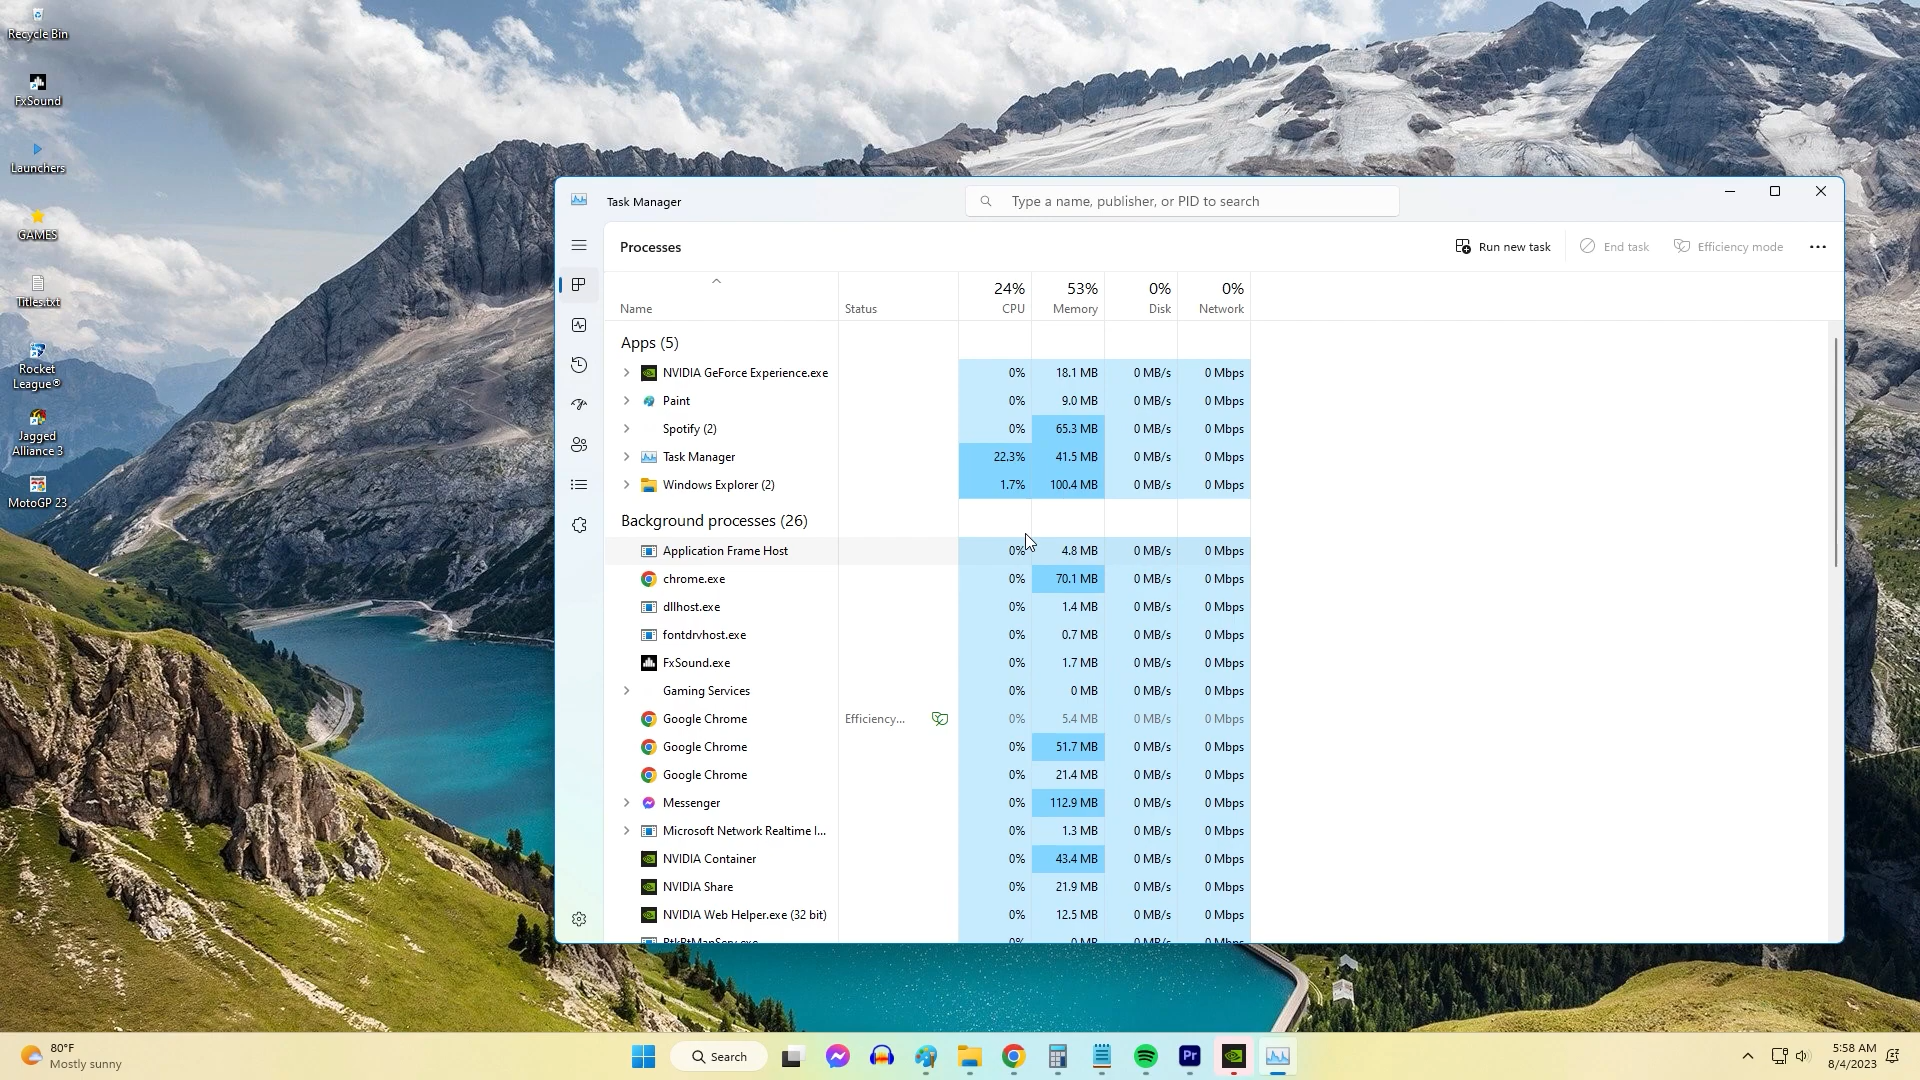 Recycle Bin
FxSound
Launchers
GAMES
Titles.txt
Rocket
League®
Jagged
Alliance 3
MotoGP 23
Task Manager
Type a name, publisher, or PID to search
Processes
Run new task
End task
Efficiency mode
24% 53% 0% 0%
Name Status CPU Memory Disk Network
Apps (5)
NVIDIA GeForce Experience.exe 0% 18.1 MB 0 MB/s 0 Mbps
Paint 0% 9.0 MB 0 MB/s 0 Mbps
Spotify (2) 0% 65.3 MB 0 MB/s 0 Mbps
Task Manager 22.3% 41.5 MB 0 MB/s 0 Mbps
Windows Explorer (2) 1.7% 100.4 MB 0 MB/s 0 Mbps
Background processes (26)
Application Frame Host 0% 4.8 MB 0 MB/s 0 Mbps
chrome.exe 0% 70.1 MB 0 MB/s 0 Mbps
dllhost.exe 0% 1.4 MB 0 MB/s 0 Mbps
fontdrvhost.exe 0% 0.7 MB 0 MB/s 0 Mbps
FxSound.exe 0% 1.7 MB 0 MB/s 0 Mbps
Gaming Services 0% 0 MB 0 MB/s 0 Mbps
Google Chrome Efficiency... 0% 5.4 MB 0 MB/s 0 Mbps
Google Chrome 0% 51.7 MB 0 MB/s 0 Mbps
Google Chrome 0% 21.4 MB 0 MB/s 0 Mbps
Messenger 0% 112.9 MB 0 MB/s 0 Mbps
Microsoft Network Realtime I... 0% 1.3 MB 0 MB/s 0 Mbps
NVIDIA Container 0% 43.4 MB 0 MB/s 0 Mbps
NVIDIA Share 0% 21.9 MB 0 MB/s 0 Mbps
NVIDIA Web Helper.exe (32 bit) 0% 12.5 MB 0 MB/s 0 Mbps
RtkBtManServ.exe 0% 0 MB 0 MB/s 0 Mbps
80°F
Mostly sunny
Search
Pr
5:58 AM
8/4/2023